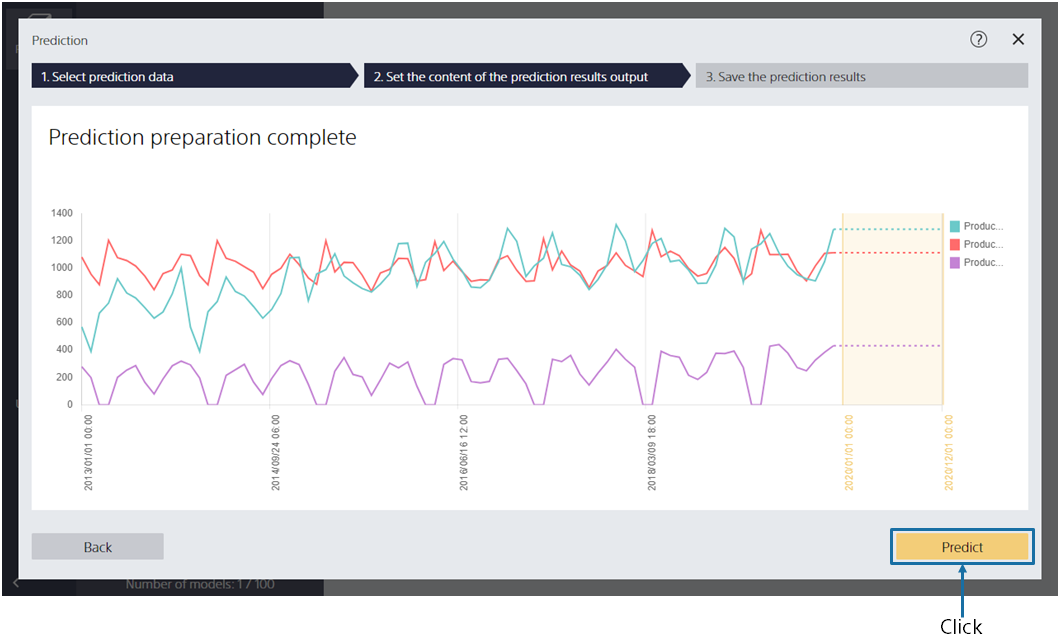 Prediction
?
1. Select prediction data
2. Set the content of the prediction results output
3. Save the prediction results
Prediction preparation complete
1400
1200
1000
800
600
400
200
0
2013/01/01 00:00
2014/09/24 06:00
2016/06/16 12:00
2018/03/09 18:00
2020/01/01 00:00
2020/12/01 00:00
Produc...
Produc...
Produc...
Back
Predict
Number of models: 1 / 100
Click